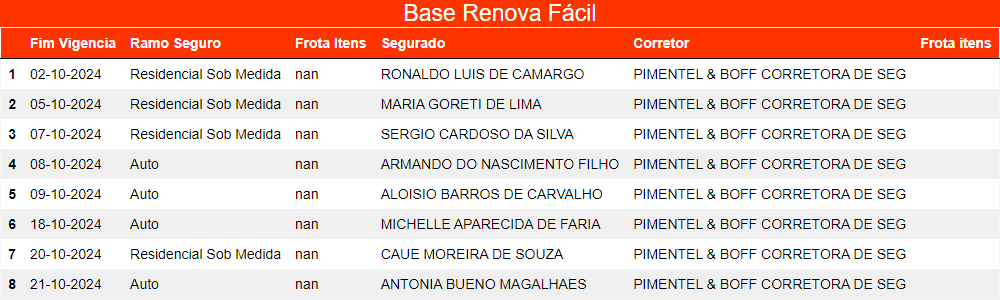 Base Renova Fácil
Fim Vigencia Ramo Seguro Frota Itens Segurado Corretor Frota itens
1 02-10-2024 Residencial Sob Medida nan RONALDO LUIS DE CAMARGO PIMENTEL & BOFF CORRETORA DE SEG
2 05-10-2024 Residencial Sob Medida nan MARIA GORETI DE LIMA PIMENTEL & BOFF CORRETORA DE SEG
3 07-10-2024 Residencial Sob Medida nan SERGIO CARDOSO DA SILVA PIMENTEL & BOFF CORRETORA DE SEG
4 08-10-2024 Auto nan ARMANDO DO NASCIMENTO FILHO PIMENTEL & BOFF CORRETORA DE SEG
5 09-10-2024 Auto nan ALOISIO BARROS DE CARVALHO PIMENTEL & BOFF CORRETORA DE SEG
6 18-10-2024 Auto nan MICHELLE APARECIDA DE FARIA PIMENTEL & BOFF CORRETORA DE SEG
7 20-10-2024 Residencial Sob Medida nan CAUE MOREIRA DE SOUZA PIMENTEL & BOFF CORRETORA DE SEG
8 21-10-2024 Auto nan ANTONIA BUENO MAGALHAES PIMENTEL & BOFF CORRETORA DE SEG